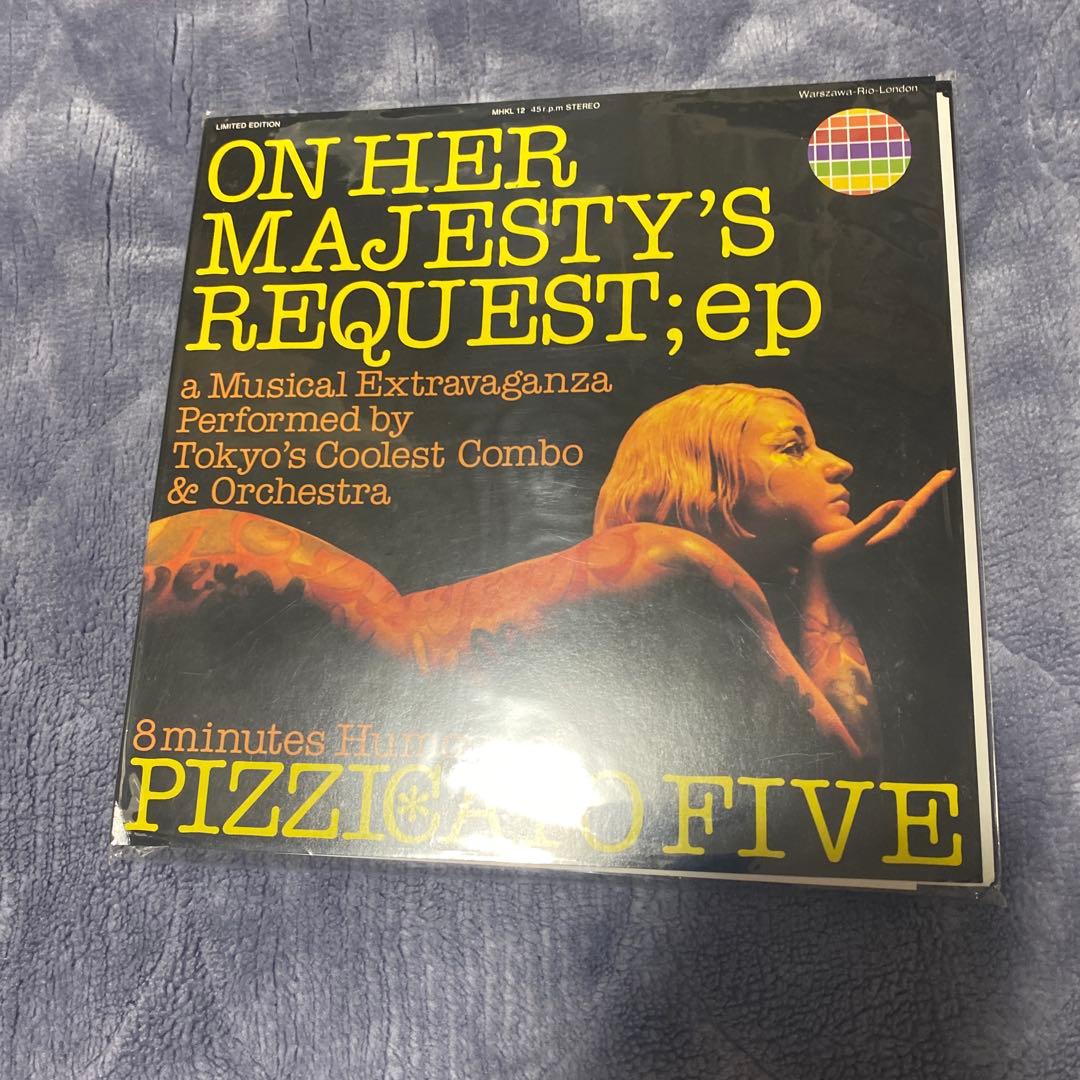 LIMITED EDITION
MHKL 12 45 r.p.m STEREO
Warszawa-Rio-London
ON HER
MAJESTY'S
REQUEST;ep
a Musical Extravaganza
Performed by
Tokyo's Coolest Combo
& Orchestra
8 minutes
PIZZICATO FIVE